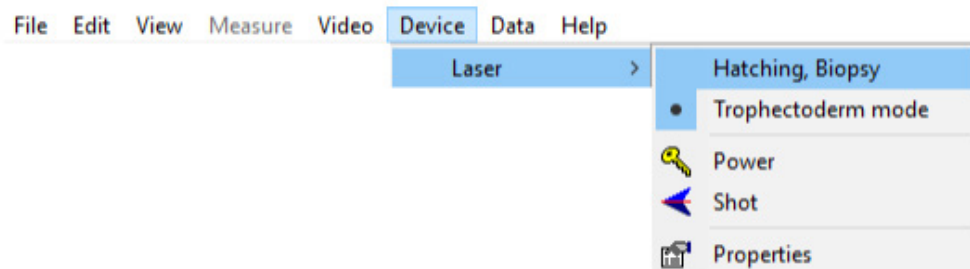 File Edit View Measure Video Device Data Help
Laser
Hatching, Biopsy
Trophectoderm mode
Power
Shot
Properties